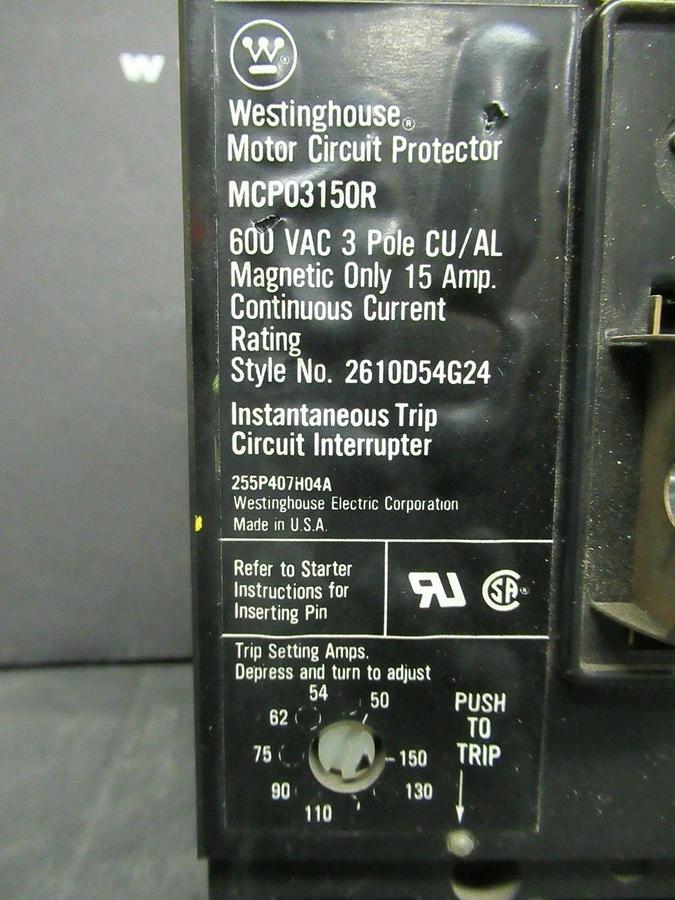 W
W
Westinghouse®
Motor Circuit Protector
MCP03150R
600 VAC 3 Pole CU/AL
Magnetic Only 15 Amp.
Continuous Current
Rating
Style No. 2610D54G24
Instantaneous Trip
Circuit Interrupter
255P407H04A
Westinghouse Electric Corporation
Made in U.S.A.
Refer to Starter
Instructions for
Inserting Pin
RU SA®
Trip Setting Amps.
Depress and turn to adjust
54 50
62
75 150
90 130
110
PUSH
TO
TRIP